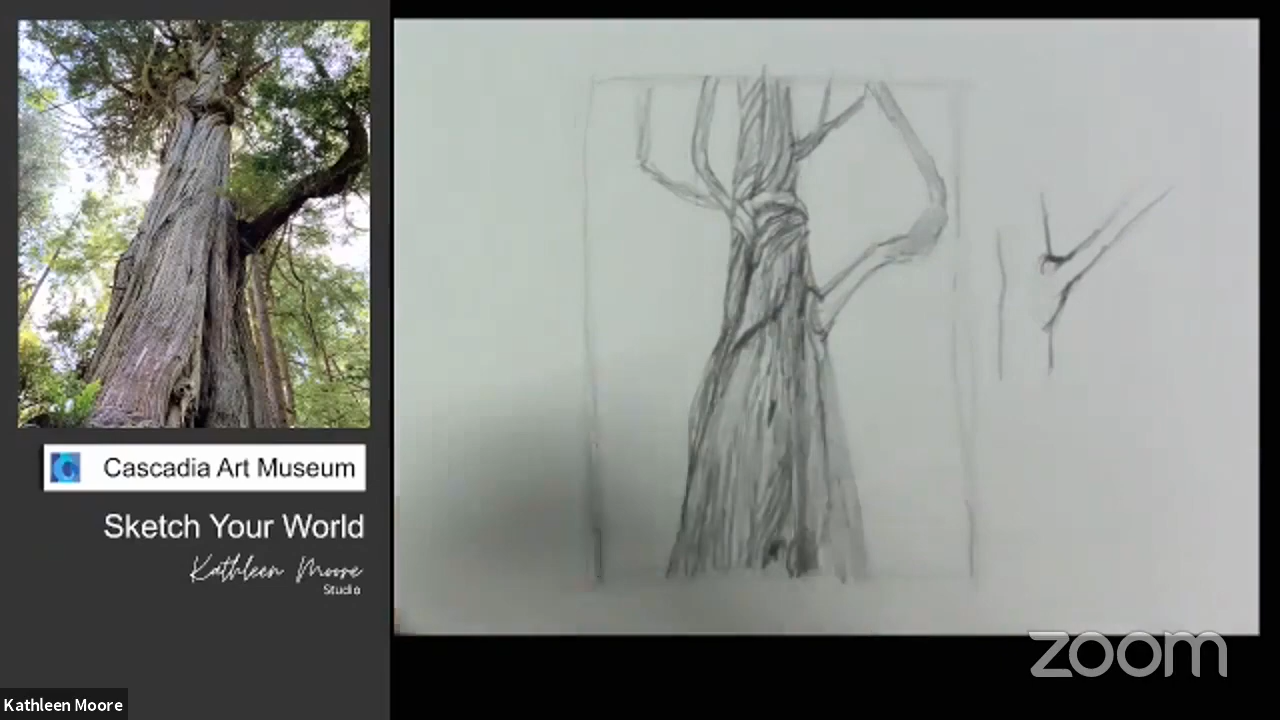 Cascadia Art Museum
Sketch Your World
Kathleen Moore
Studio
Kathleen Moore
zoom